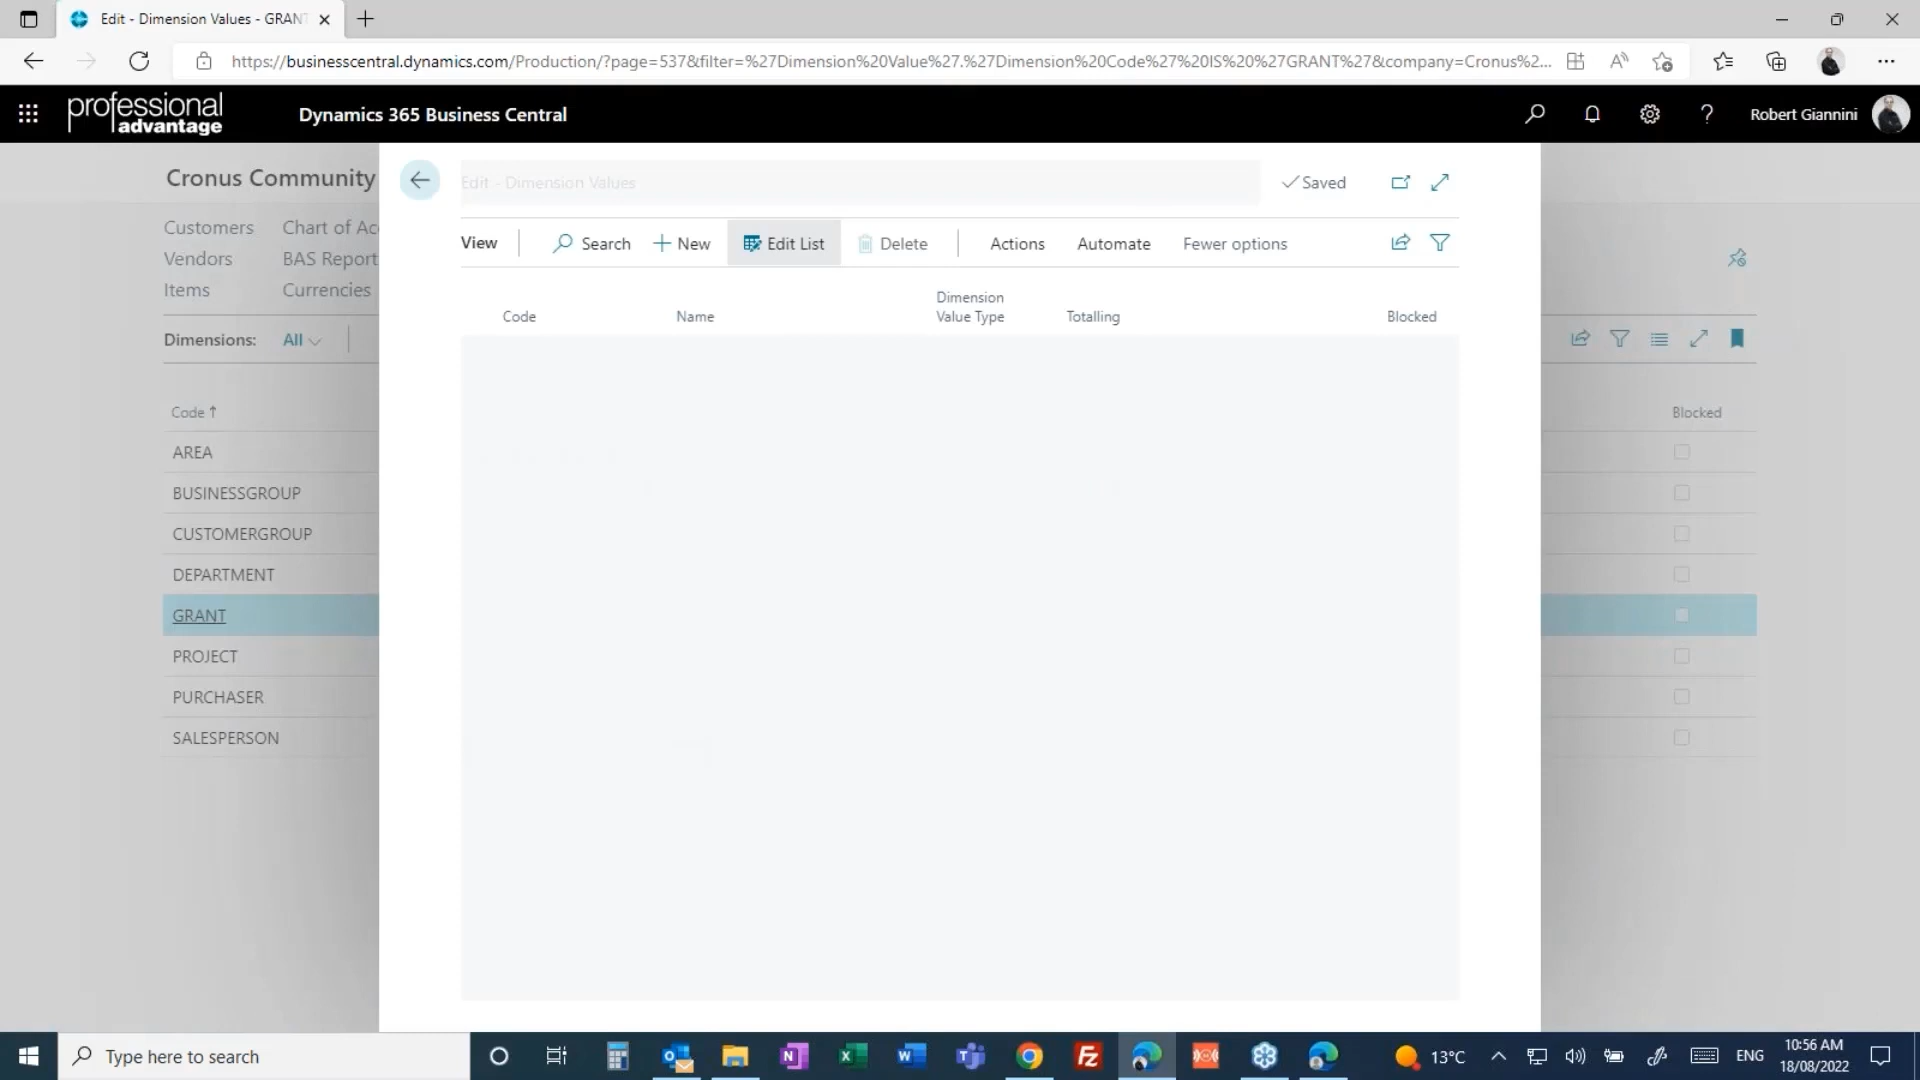 Edit - Dimension Values - GRAN
https://businesscentral.dynamics.com/Production/?page=537&filter=%27Dimension%20Value%27.%27Dimension%20Code%27%20IS%20%27GRANT%27&company=Cronus%2...
professional
advantage
Dynamics 365 Business Central
Robert Giannini
Cronus Community
Edit - Dimension Values
Saved
Customers
Chart of Ac
Vendors
BAS Report
Items
Currencies
View
Search
New
Edit List
Delete
Actions
Automate
Fewer options
Code
Name
Dimension
Value Type
Totalling
Blocked
Dimensions:
All
Code ↑
Blocked
AREA
BUSINESSGROUP
CUSTOMERGROUP
DEPARTMENT
GRANT
PROJECT
PURCHASER
SALESPERSON
Type here to search
13°C
ENG
10:56 AM
18/08/2022